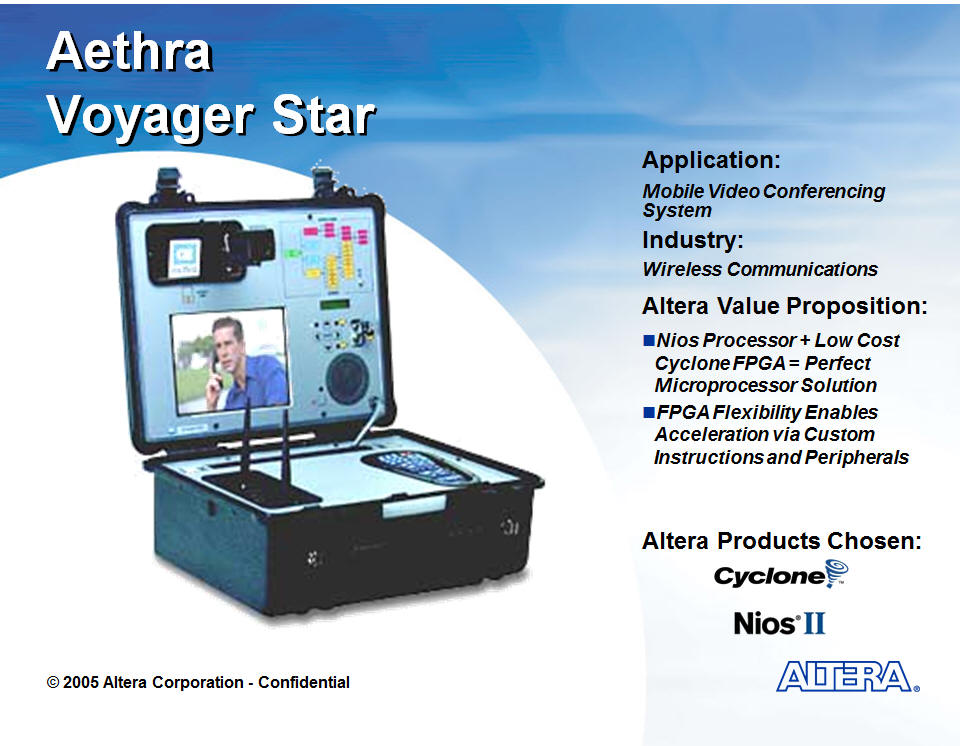 Aethra
Voyager Star
Application:
Mobile Video Conferencing
System
Industry:
Wireless Communications
Altera Value Proposition:
Nios Processor + Low Cost
Cyclone FPGA = Perfect
Microprocessor Solution
FPGA Flexibility Enables
Acceleration via Custom
Instructions and Peripherals
Altera Products Chosen:
Cyclone™
Nios® II
© 2005 Altera Corporation - Confidential
ALTERA®